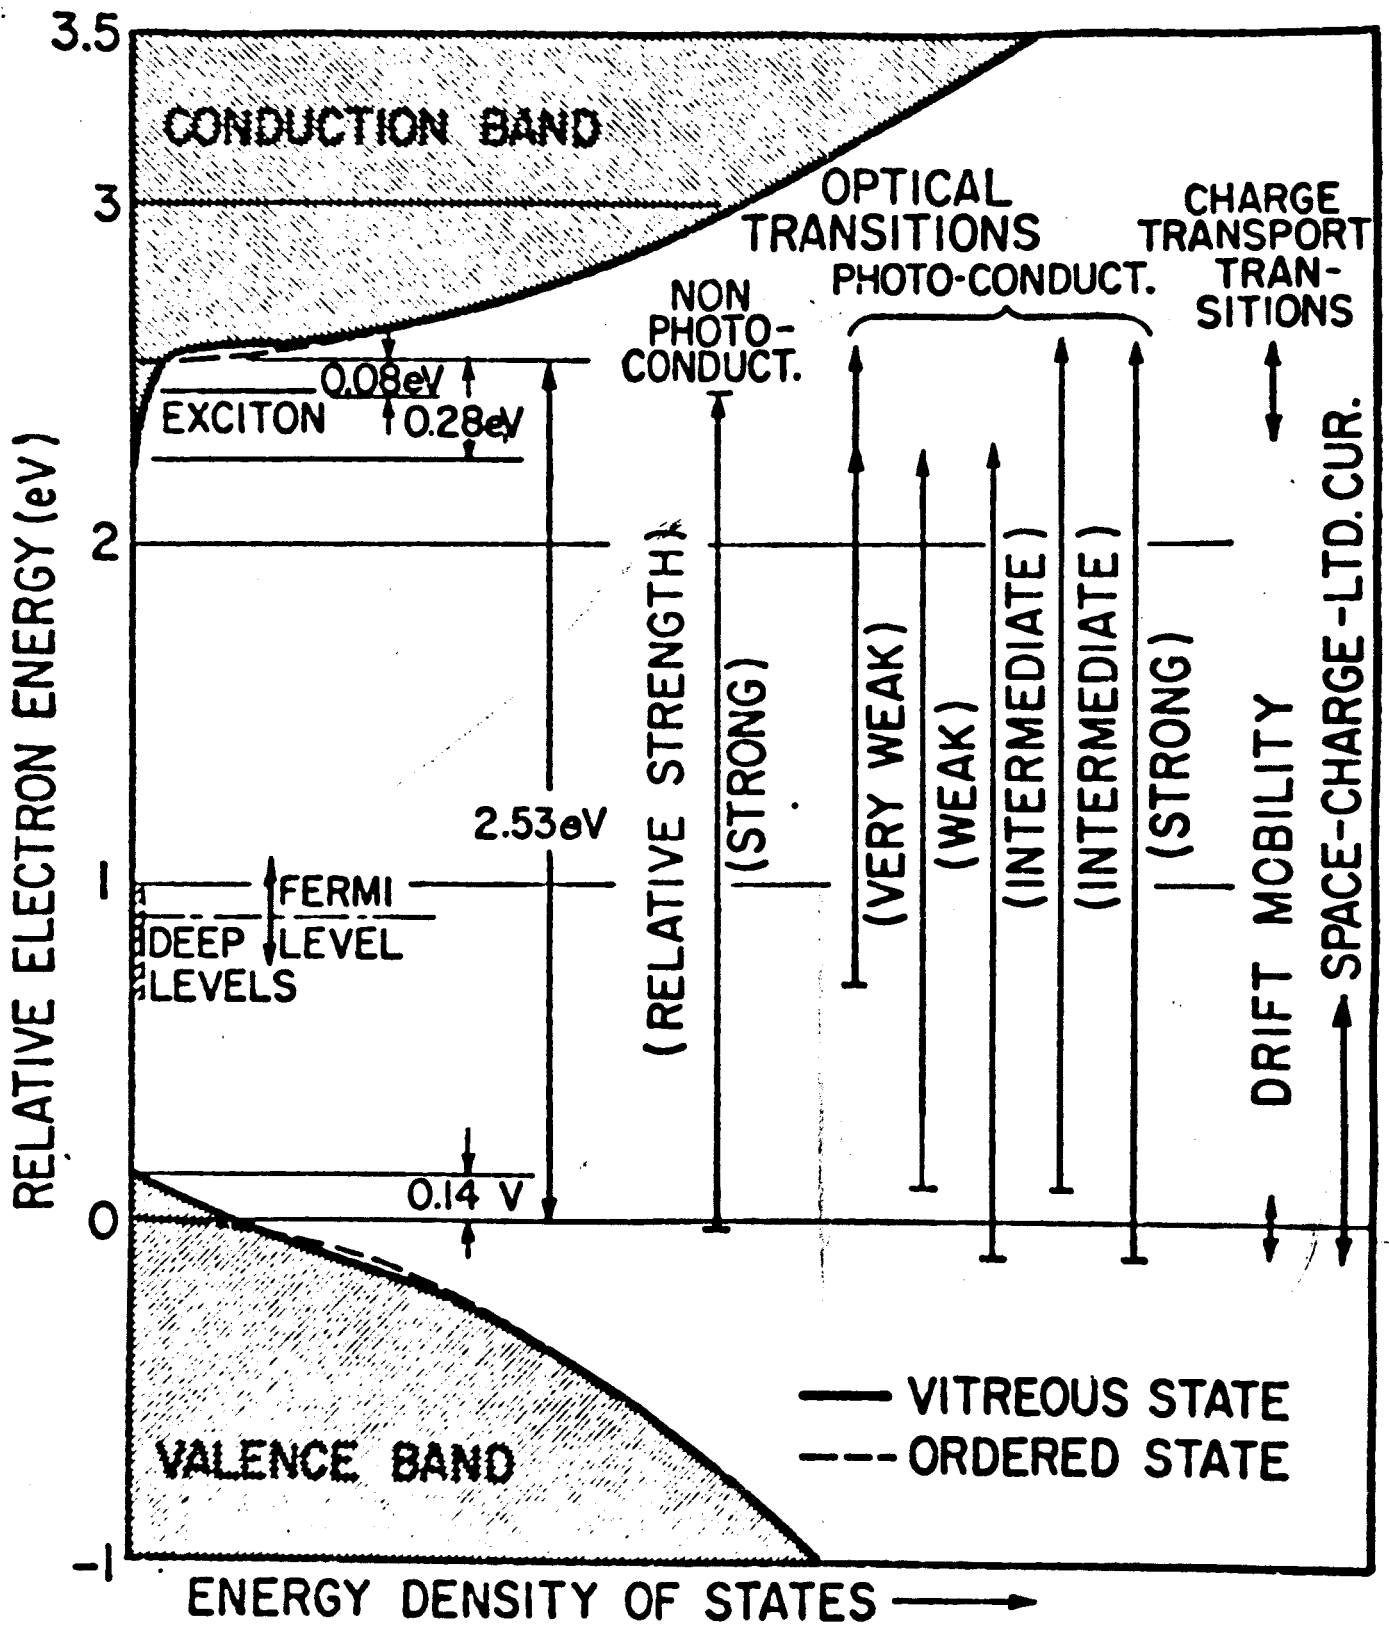 3.5
CONDUCTION BAND
3
OPTICAL
TRANSITIONS
PHOTO-CONDUCT.
CHARGE
TRANSPORT
TRAN-
SITIONS
NON
PHOTO-
CONDUCT.
0.08eV
EXCITON
0.28eV
2
RELATIVE ELECTRON ENERGY (eV)
2.53eV
(RELATIVE STRENGTH)
(STRONG)
(VERY WEAK)
(WEAK)
(INTERMEDIATE)
(INTERMEDIATE)
(STRONG)
DRIFT MOBILITY
SPACE-CHARGE-LTD.CUR.
1
FERMI
DEEP LEVEL
LEVELS
0.14 V
0
VITREOUS STATE
ORDERED STATE
VALENCE BAND
-1
ENERGY DENSITY OF STATES